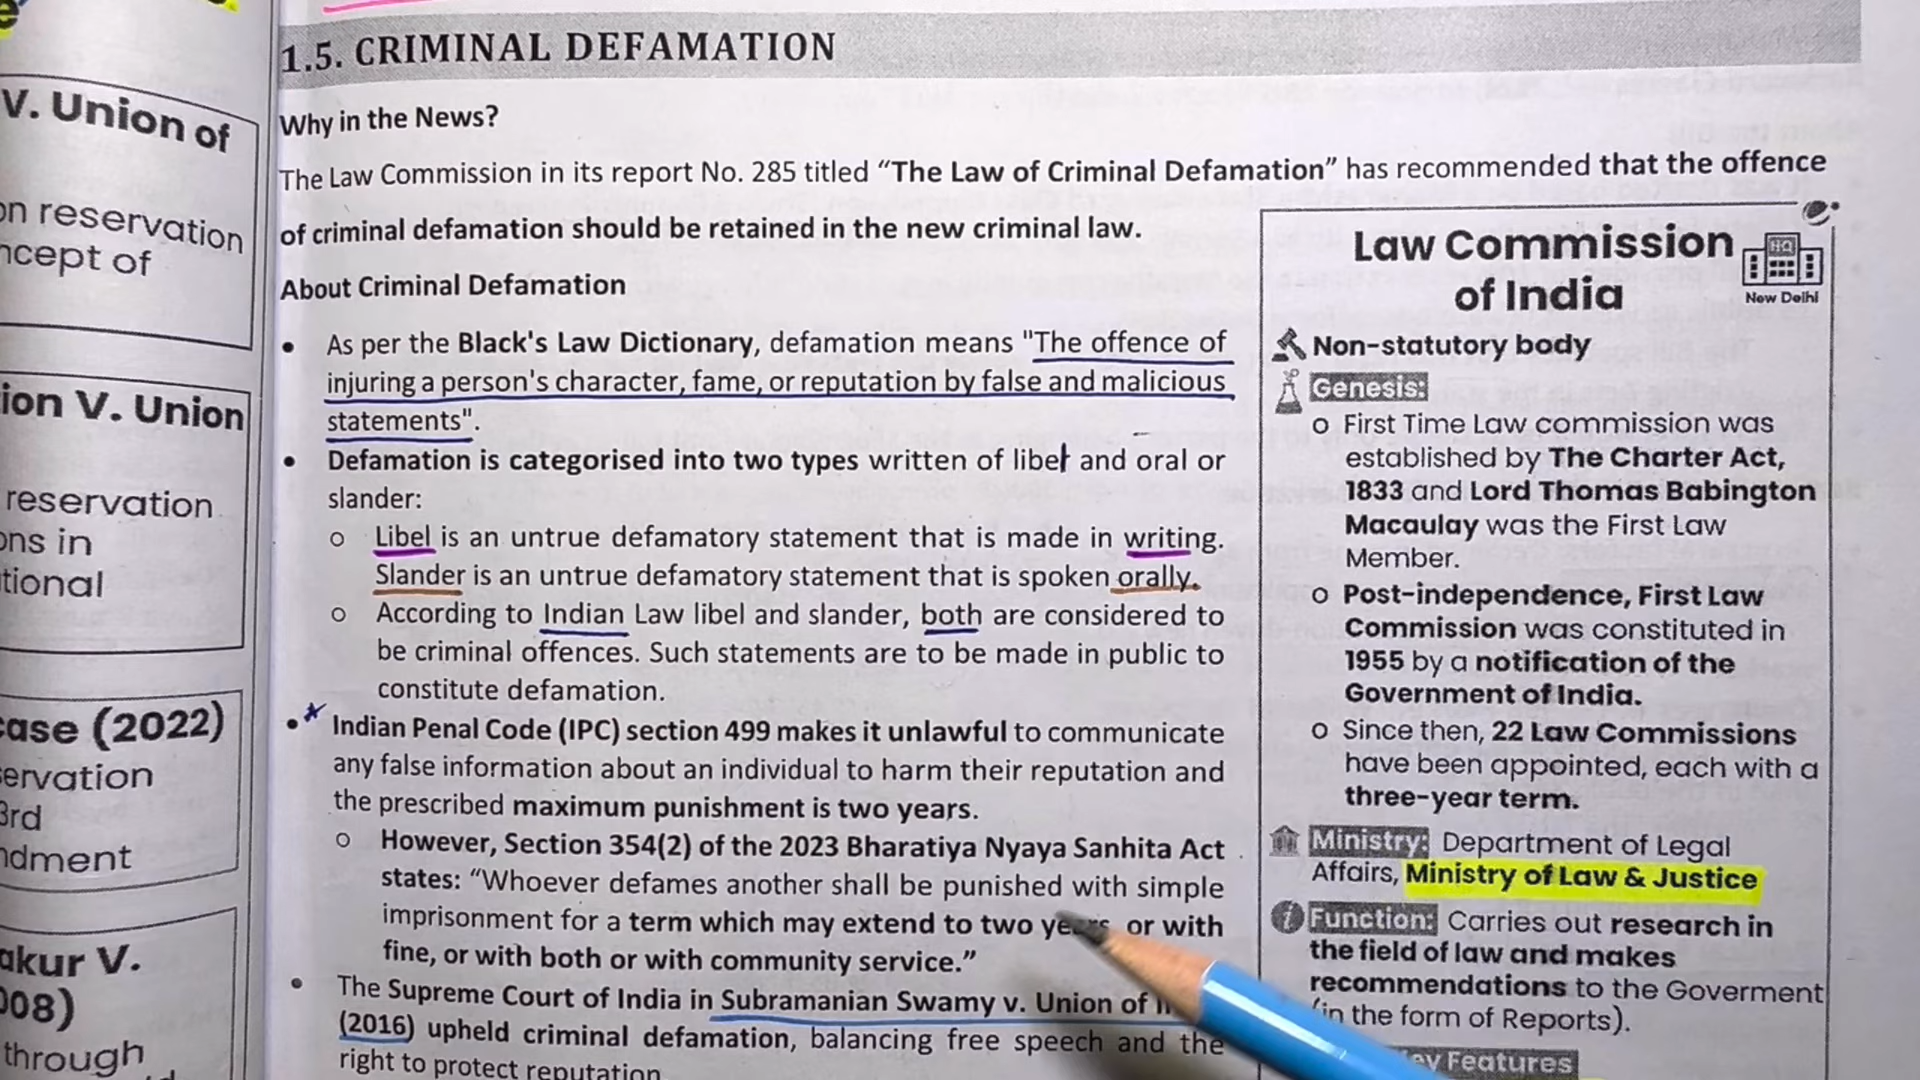 V. Union of
on reservation
ncept of
ion V. Union
reservation
ons in
tional
case (2022)
ervation
3rd
ndment
akur V.
008)
through
1.5. CRIMINAL DEFAMATION
Why in the News?
The Law Commission in its report No. 285 titled “The Law of Criminal Defamation” has recommended that the offence
of criminal defamation should be retained in the new criminal law.
About Criminal Defamation
• As per the Black's Law Dictionary, defamation means "The offence of
injuring a person's character, fame, or reputation by false and malicious
statements".
• Defamation is categorised into two types written of libel and oral or
slander:
o Libel is an untrue defamatory statement that is made in writing.
Slander is an untrue defamatory statement that is spoken orally.
o According to Indian Law libel and slander, both are considered to
be criminal offences. Such statements are to be made in public to
constitute defamation.
• Indian Penal Code (IPC) section 499 makes it unlawful to communicate
any false information about an individual to harm their reputation and
the prescribed maximum punishment is two years.
o However, Section 354(2) of the 2023 Bharatiya Nyaya Sanhita Act
states: “Whoever defames another shall be punished with simple
imprisonment for a term which may extend to two years, or with
fine, or with both or with community service.”
• The Supreme Court of India in Subramanian Swamy v. Union of
(2016) upheld criminal defamation, balancing free speech and the
right to protect reputation
Law Commission
of India
HQ
New Delhi
Non-statutory body
Genesis:
o First Time Law commission was
established by The Charter Act,
1833 and Lord Thomas Babington
Macaulay was the First Law
Member.
o Post-independence, First Law
Commission was constituted in
1955 by a notification of the
Government of India.
o Since then, 22 Law Commissions
have been appointed, each with a
three-year term.
Ministry: Department of Legal
Affairs, Ministry of Law & Justice
Function: Carries out research in
the field of law and makes
recommendations to the Goverment
(in the form of Reports).
Features